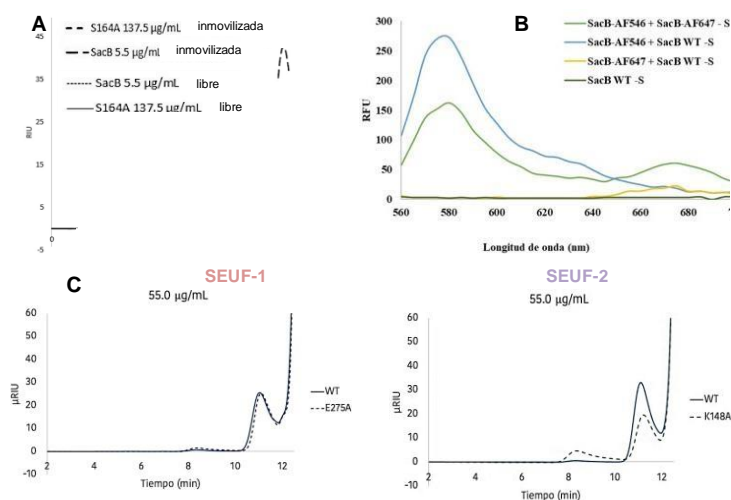 A
S164A 137.5 µg/mL inmovilizada
SacB 5.5 µg/mL inmovilizada
SacB 5.5 µg/mL libre
S164A 137.5 µg/mL libre
45
35
25
15
5
-5
RIU
0
B
SacB-AF546 + SacB-AF647 - S
SacB-AF546 + SacB WT -S
SacB-AF647 + SacB WT -S
SacB WT -S
300
250
200
150
100
50
0
RFU
560 580 600 620 640 660 680
Longitud de onda (nm)
C
SEUF-1
55.0 µg/mL
60
50
40
30
20
10
0
-10
µRIU
2 4 6 8 10 12
Tiempo (min)
WT
E275A
SEUF-2
55.0 µg/mL
60
50
40
30
20
10
0
-10
µRIU
2 4 6 8 10 12
Tiempo (min)
WT
K148A